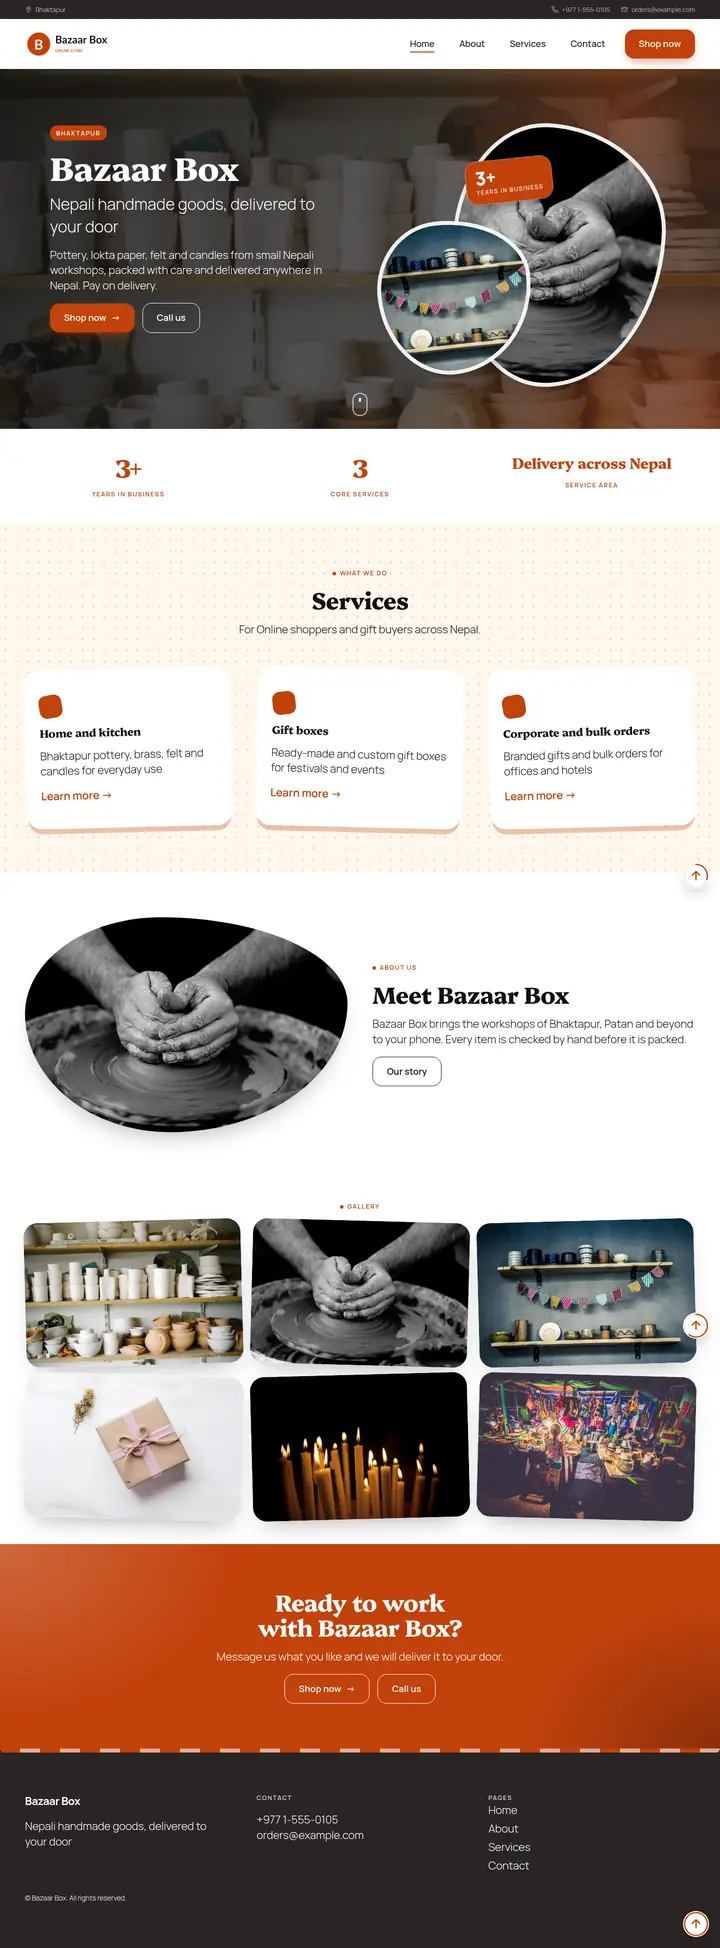 Bhaktapur
+977 1-555-0105
orders@example.com
B
Bazaar Box
ONLINE STORE
Home
About
Services
Contact
Shop now
BHAKTAPUR
Bazaar Box
Nepali handmade goods, delivered to
your door
Pottery, lokta paper, felt and candles from small Nepali
workshops, packed with care and delivered anywhere in
Nepal. Pay on delivery.
Shop now →
Call us
3+
YEARS IN BUSINESS
3+
YEARS IN BUSINESS
3
CORE SERVICES
Delivery across Nepal
SERVICE AREA
WHAT WE DO
Services
For Online shoppers and gift buyers across Nepal.
Home and kitchen
Bhaktapur pottery, brass, felt and
candles for everyday use
Learn more →
Gift boxes
Ready-made and custom gift boxes
for festivals and events
Learn more →
Corporate and bulk orders
Branded gifts and bulk orders for
offices and hotels
Learn more →
ABOUT US
Meet Bazaar Box
Bazaar Box brings the workshops of Bhaktapur, Patan and beyond
to your phone. Every item is checked by hand before it is packed.
Our story
GALLERY
Ready to work
with Bazaar Box?
Message us what you like and we will deliver it to your door.
Shop now →
Call us
Bazaar Box
Nepali handmade goods, delivered to
your door
CONTACT
+977 1-555-0105
orders@example.com
PAGES
Home
About
Services
Contact
© Bazaar Box. All rights reserved.